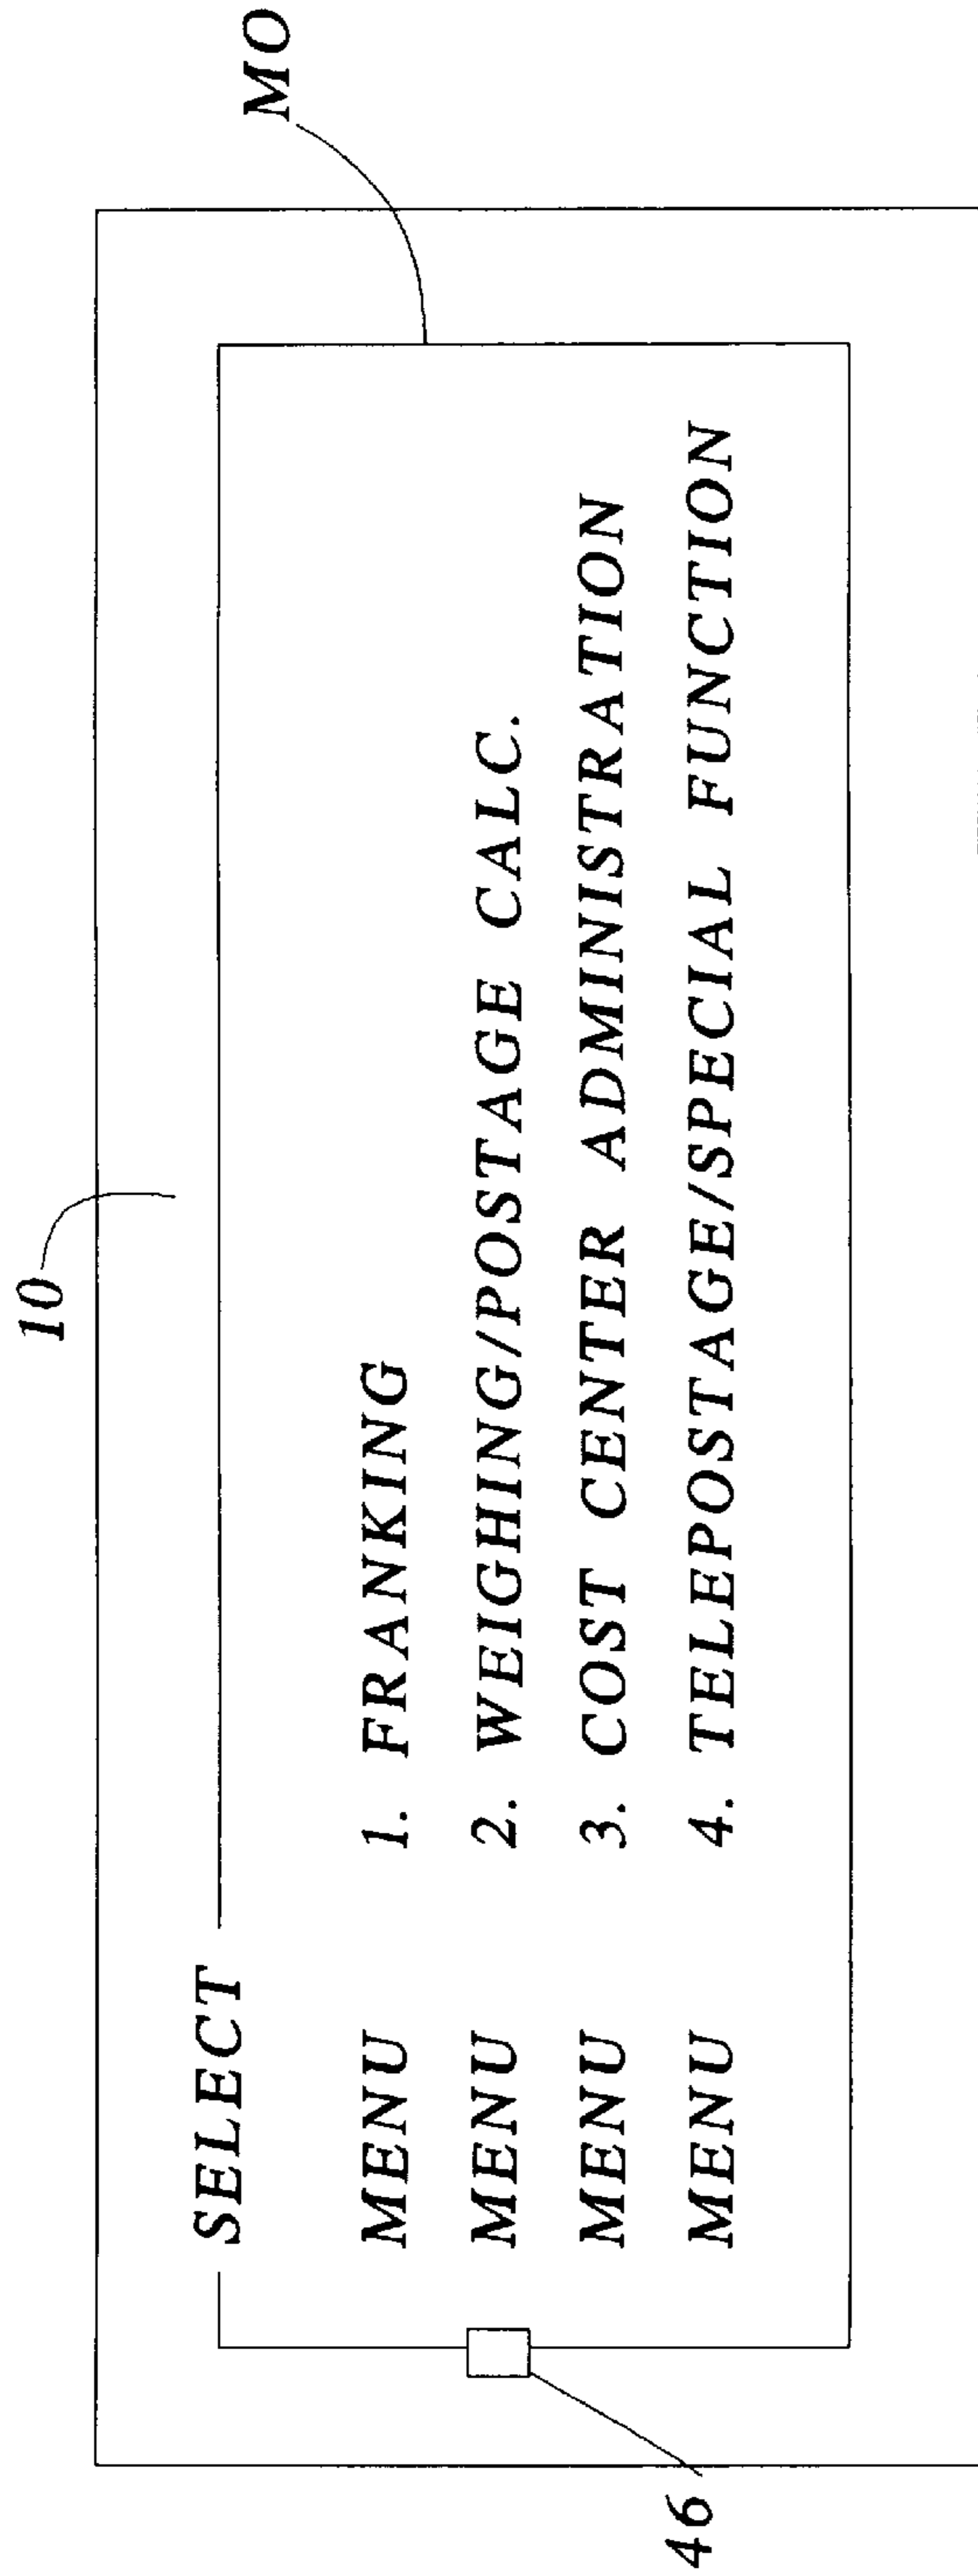 10
MO
SELECT
MENU 1. FRANKING
MENU 2. WEIGHING/POSTAGE CALC.
MENU 3. COST CENTER ADMINISTRATION
MENU 4. TELEPOSTAGE/SPECIAL FUNCTION
46